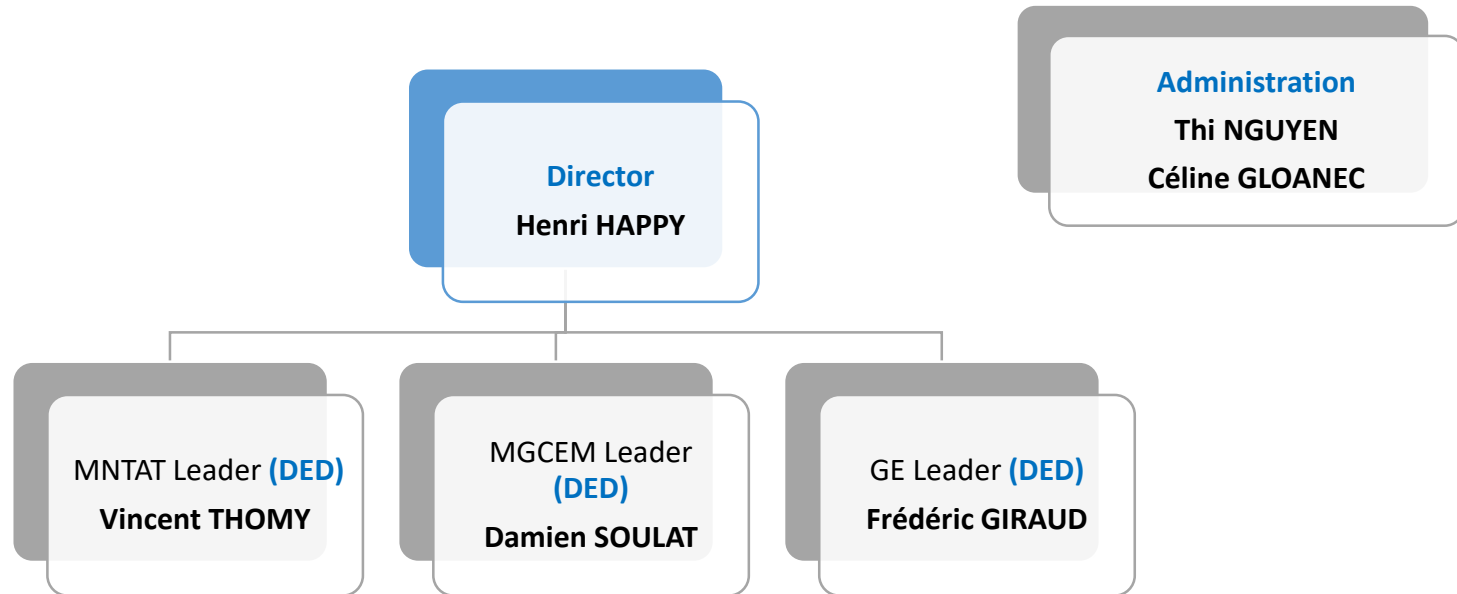 Administration
Thi NGUYEN
Céline GLOANEC
Director
Henri HAPPY
MNTAT Leader (DED)
Vincent THOMY
MGCEM Leader
(DED)
Damien SOULAT
GE Leader (DED)
Frédéric GIRAUD